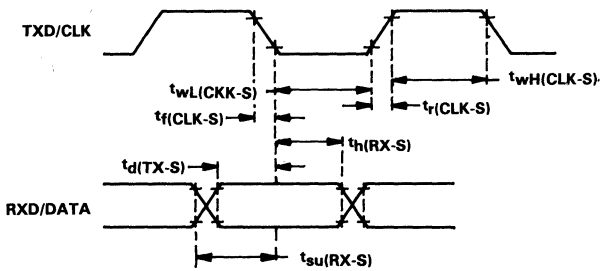 TXD/CLK
twL(CKK-S)
twH(CLK-S)
tf(CLK-S)
tr(CLK-S)
th(RX-S)
td(TX-S)
RXD/DATA
tsu(RX-S)